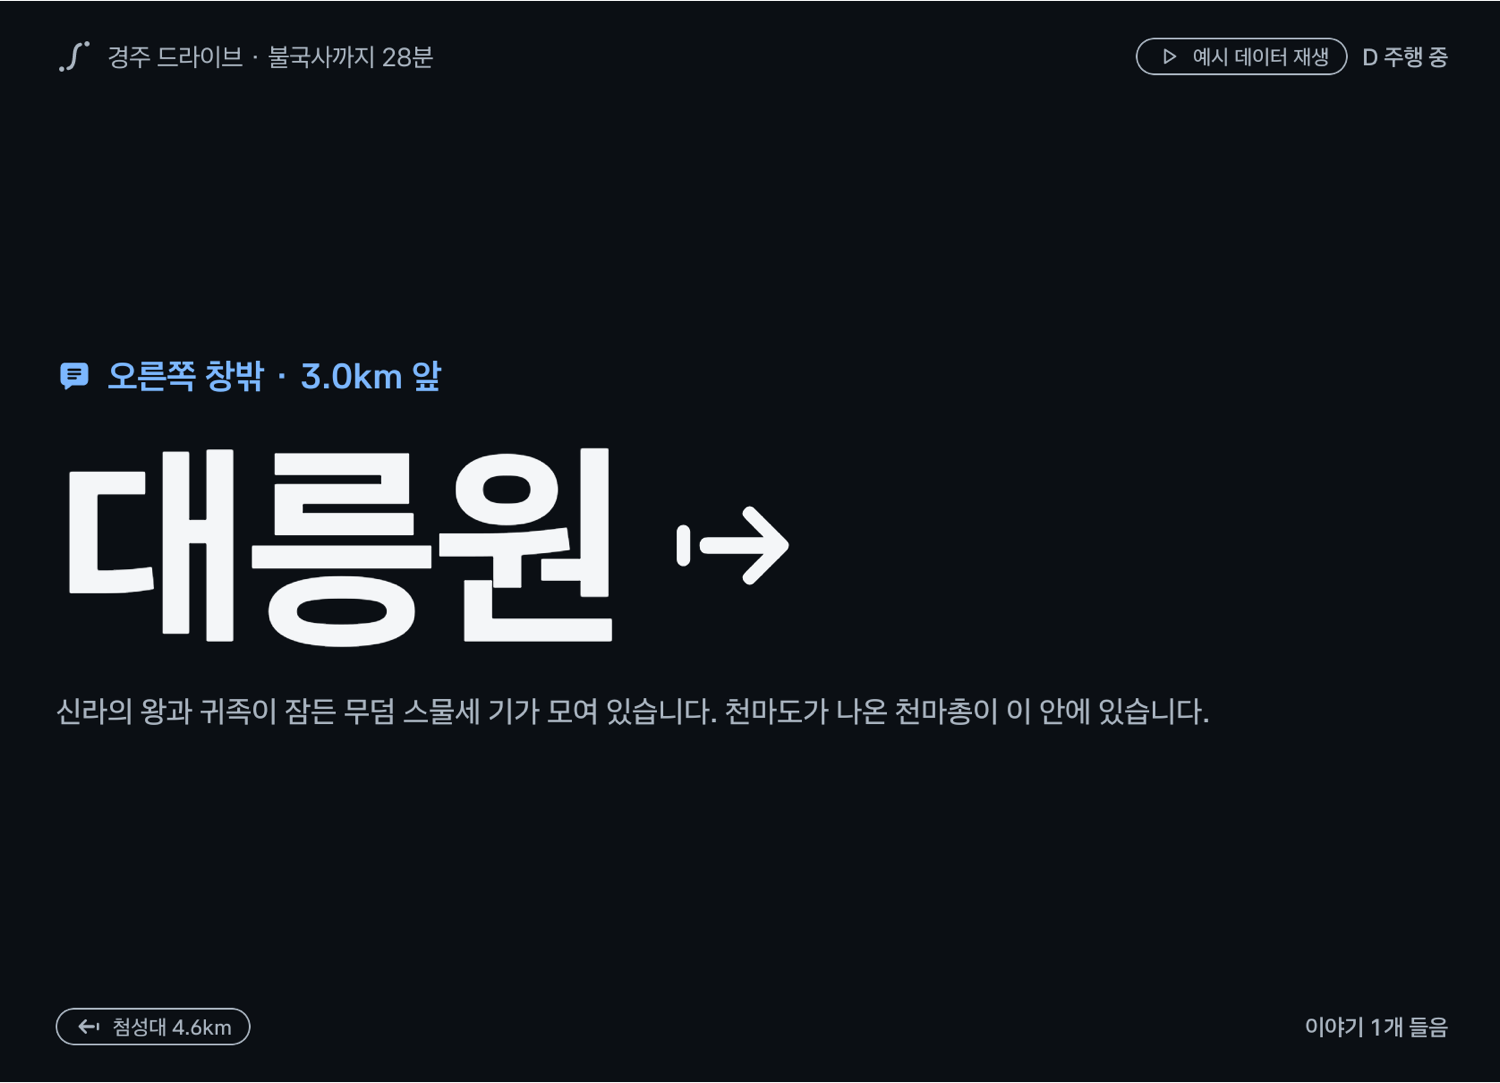 경주 드라이브 · 불국사까지 28분
예시 데이터 재생
D 주행 중
오른쪽 창밖 · 3.0km 앞
대릉원
신라의 왕과 귀족이 잠든 무덤 스물세 기가 모여 있습니다. 천마도가 나온 천마총이 이 안에 있습니다.
첨성대 4.6km
이야기 1개 들음